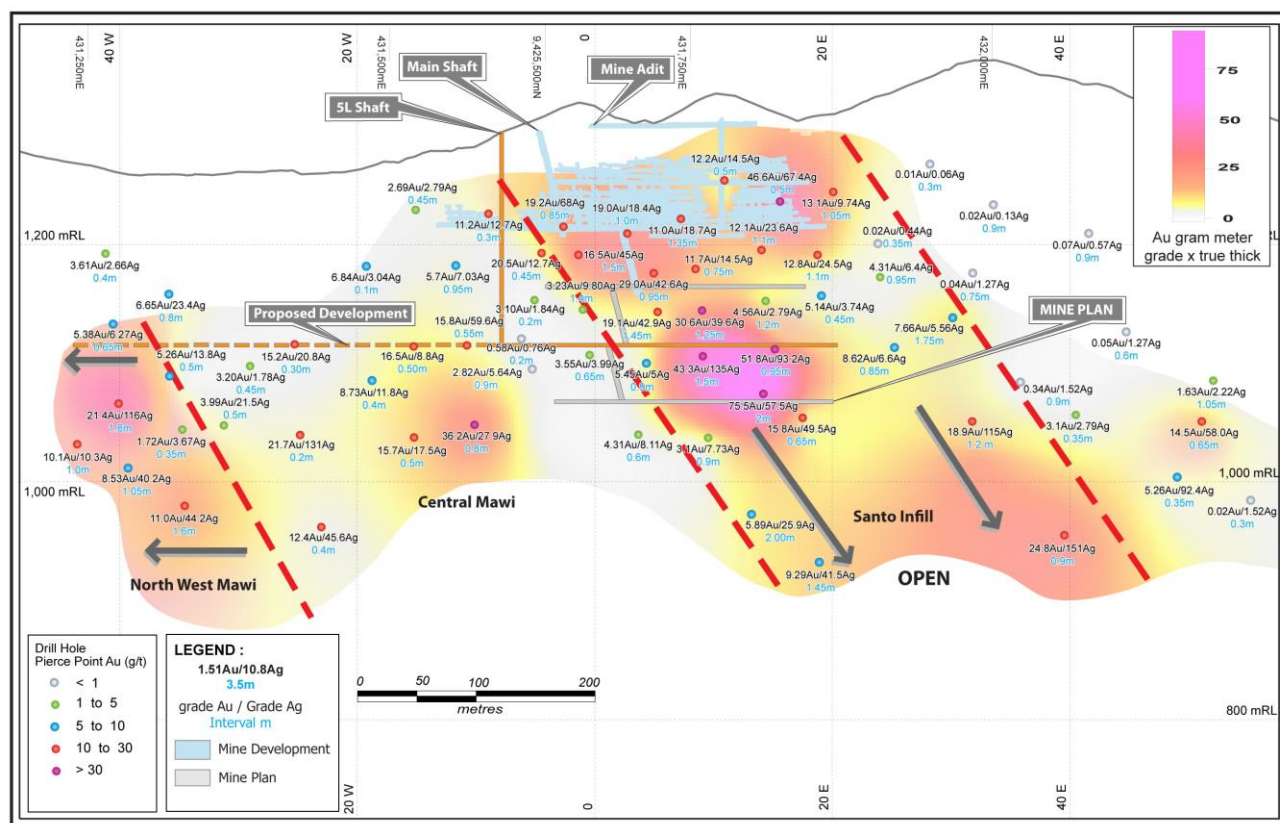 431,250mE
40 W
20 W
431,500mE
9,425,500mN
0
431,750mE
20 E
432,000mE
40 E
Main Shaft
Mine Adit
5L Shaft
75
50
25
0
Au gram meter
grade x true thick
12.2Au/14.5Ag
0.5m
46.6Au/67.4Ag
0.5m
0.01Au/0.06Ag
0.3m
2.69Au/2.79Ag
0.45m
19.2Au/68Ag
0.85m
19.0Au/18.4Ag
1.0m
13.1Au/9.74Ag
1.05m
0.02Au/0.13Ag
0.9m
11.2Au/12.7Ag
0.3m
11.0Au/18.7Ag
1.35m
12.1Au/23.6Ag
1.1m
0.02Au/0.44Ag
0.35m
0.07Au/0.57Ag
0.9m
1,200 mRL
3.61Au/2.66Ag
0.4m
6.84Au/3.04Ag
0.1m
5.7Au/7.03Ag
0.95m
20.5Au/12.7Ag
0.45m
16.5Au/45Ag
1.5m
11.7Au/14.5Ag
0.75m
12.8Au/24.5Ag
1.1m
4.31Au/6.4Ag
0.95m
0.04Au/1.27Ag
0.75m
3.23Au/9.80Ag
29.0Au/42.6Ag
0.95m
6.65Au/23.4Ag
0.8m
3.10Au/1.84Ag
0.2m
19.1Au/42.9Ag
30.6Au/39.6Ag
1.25m
4.56Au/2.79Ag
1.2m
5.14Au/3.74Ag
0.45m
MINE PLAN
Proposed Development
15.8Au/59.6Ag
0.55m
7.66Au/5.56Ag
1.75m
5.38Au/6.27Ag
0.85m
0.05Au/1.27Ag
0.6m
5.26Au/13.8Ag
0.5m
15.2Au/20.8Ag
0.30m
16.5Au/8.8Ag
0.50m
0.58Au/0.76Ag
0.2m
8.62Au/6.6Ag
0.85m
3.20Au/1.78Ag
0.45m
2.82Au/5.64Ag
0.9m
3.55Au/3.99Ag
0.65m
5.45Au/5Ag
43.3Au/135Ag
1.5m
51.8Au/93.2Ag
0.95m
8.73Au/11.8Ag
0.4m
0.34Au/1.52Ag
0.9m
1.63Au/2.22Ag
1.05m
21.4Au/116Ag
1.8m
3.99Au/21.5Ag
0.5m
75.5Au/57.5Ag
2m
15.8Au/49.5Ag
0.65m
18.9Au/115Ag
1.2 m
3.1Au/2.79Ag
0.35m
14.5Au/58.0Ag
0.65m
1.72Au/3.67Ag
0.35m
21.7Au/131Ag
0.2m
15.7Au/17.5Ag
0.5m
36.2Au/27.9Ag
0.8m
4.31Au/8.11Ag
0.6m
3.1Au/7.73Ag
0.9m
10.1Au/10.3Ag
1.0m
8.53Au/40.2Ag
1.05m
1,000 mRL
1,000 mRL
5.26Au/92.4Ag
0.35m
0.02Au/1.52Ag
0.3m
Central Mawi
Santo Infill
11.0Au/44.2Ag
1.6m
12.4Au/45.6Ag
0.4m
5.89Au/25.9Ag
2.00m
24.8Au/151Ag
0.9m
North West Mawi
9.29Au/41.5Ag
1.45m
OPEN
Drill Hole
Pierce Point Au (g/t)
< 1
1 to 5
5 to 10
10 to 30
> 30
LEGEND :
1.51Au/10.8Ag
3.5m
grade Au / Grade Ag
Interval m
Mine Development
Mine Plan
0 50 100 200
metres
800 mRL
20 W
0
20 E
40 E